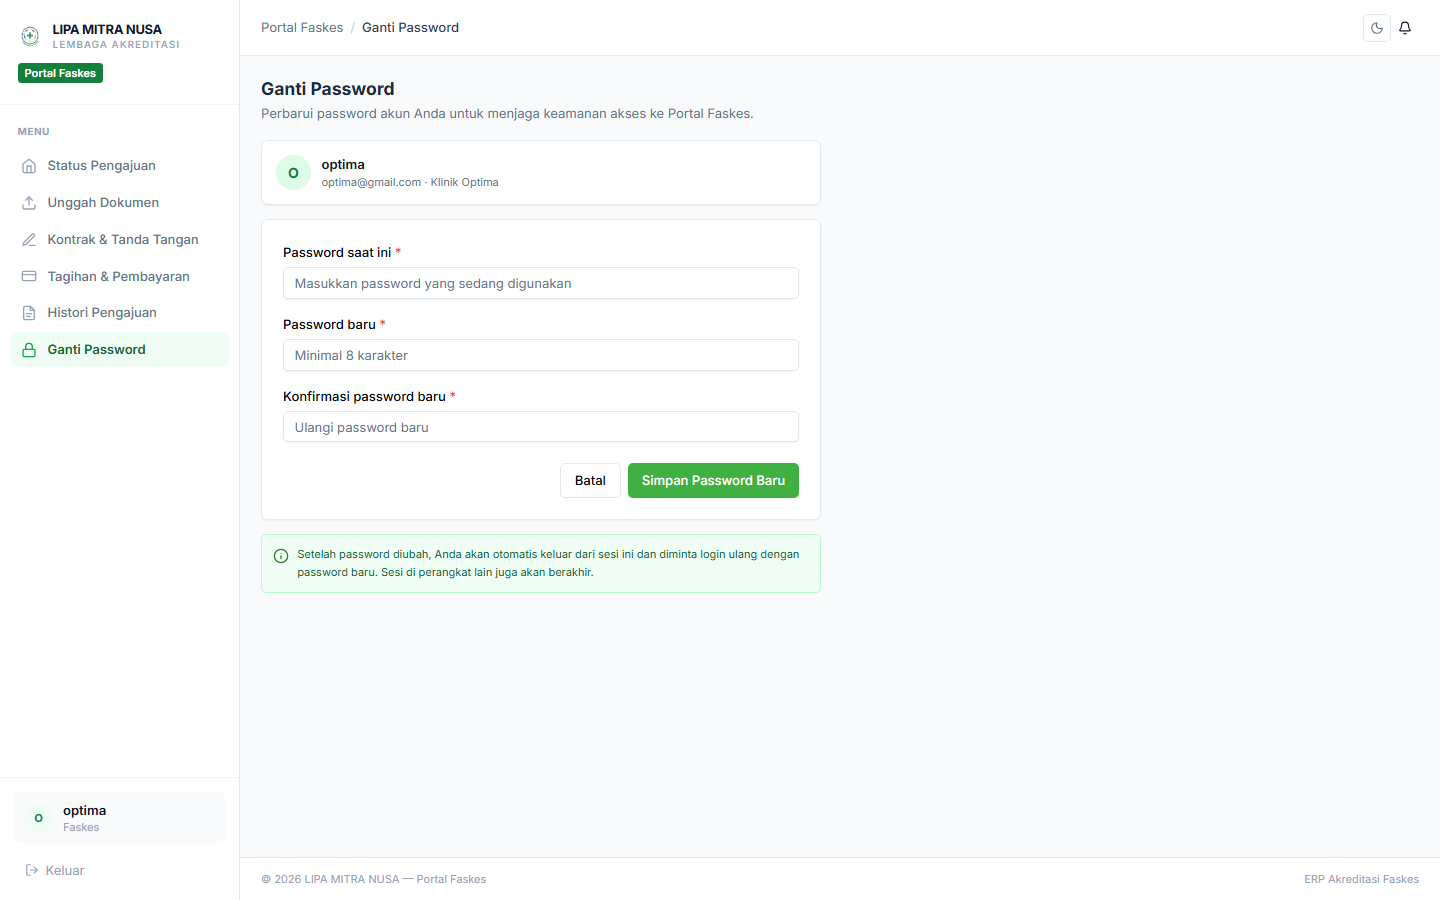 LIPA MITRA NUSA
LEMBAGA AKREDITASI
Portal Faskes
MENU
Status Pengajuan
Unggah Dokumen
Kontrak & Tanda Tangan
Tagihan & Pembayaran
Histori Pengajuan
Ganti Password
O
optima
Faskes
Keluar
Portal Faskes / Ganti Password
Ganti Password
Perbarui password akun Anda untuk menjaga keamanan akses ke Portal Faskes.
O
optima
optima@gmail.com · Klinik Optima
Password saat ini *
Masukkan password yang sedang digunakan
Password baru *
Minimal 8 karakter
Konfirmasi password baru *
Ulangi password baru
Batal
Simpan Password Baru
Setelah password diubah, Anda akan otomatis keluar dari sesi ini dan diminta login ulang dengan
password baru. Sesi di perangkat lain juga akan berakhir.
© 2026 LIPA MITRA NUSA — Portal Faskes
ERP Akreditasi Faskes